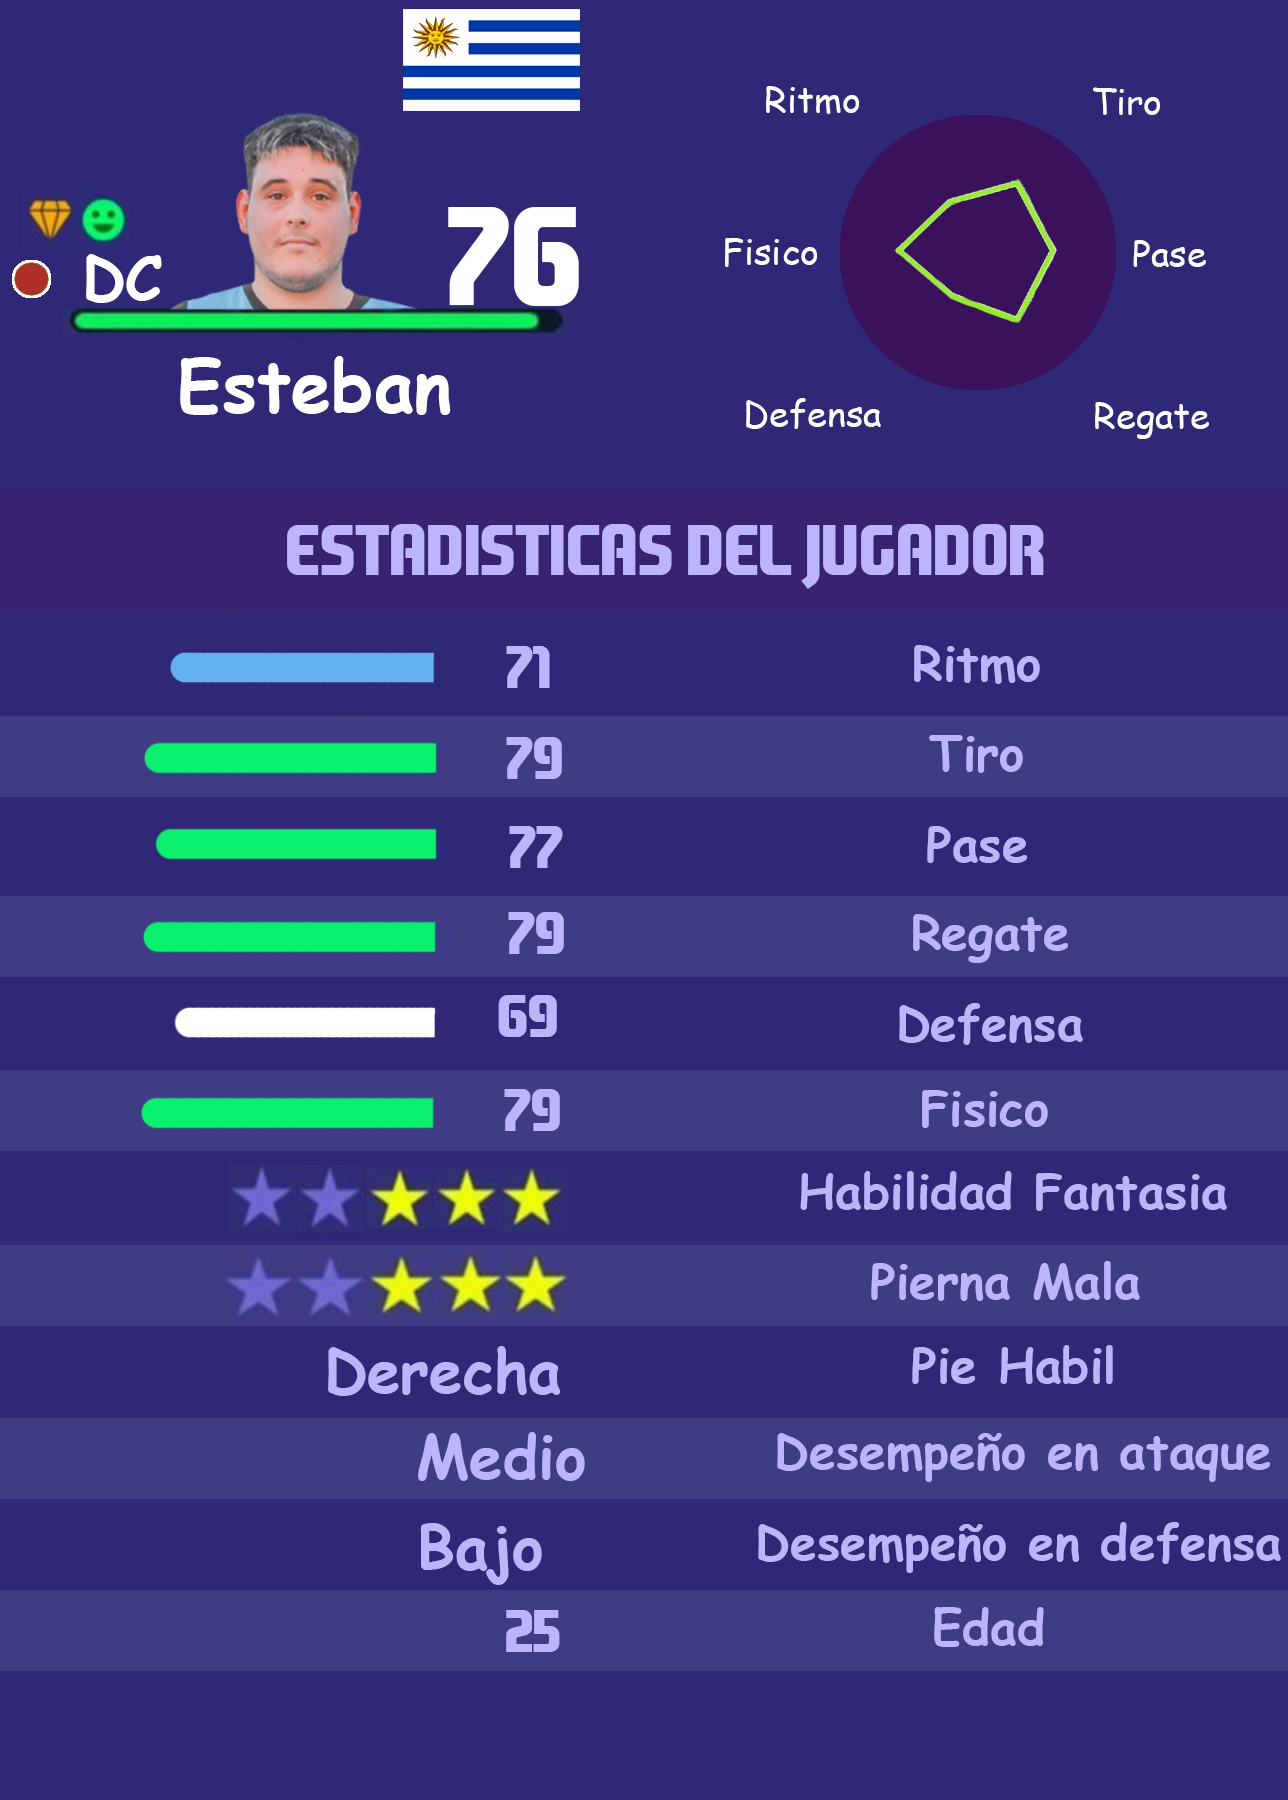 Ritmo Tiro
DC 76 Fisico Pase
Esteban
Defensa Regate
ESTADISTICAS DEL JUGADOR
71 Ritmo
79 Tiro
77 Pase
79 Regate
69 Defensa
79 Fisico
Habilidad Fantasia
Pierna Mala
Derecha Pie Habil
Medio Desempeño en ataque
Bajo Desempeño en defensa
25 Edad